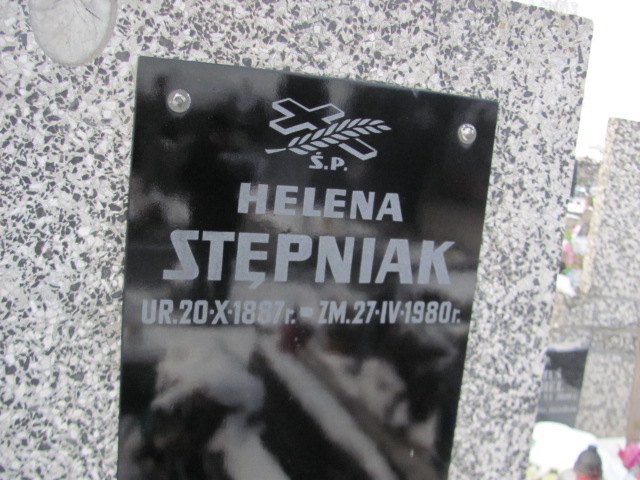 Ś.P.
HELENA
STĘPNIAK
UR.20·X·1887r. – ZM.27·IV·1980r.